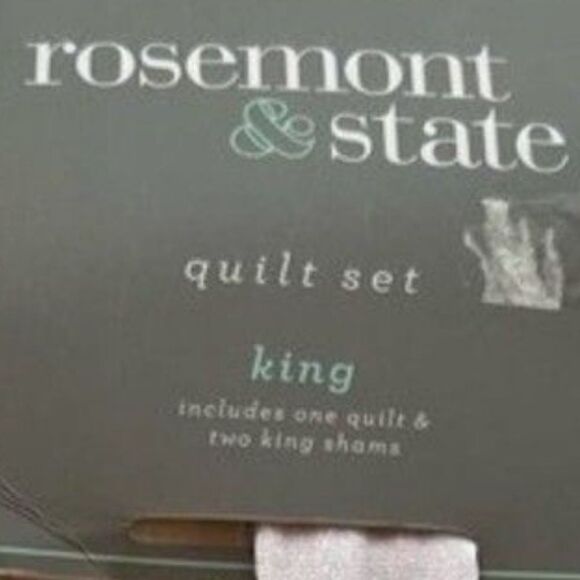 rosemont
& state
quilt set
king
includes one quilt &
two king shams